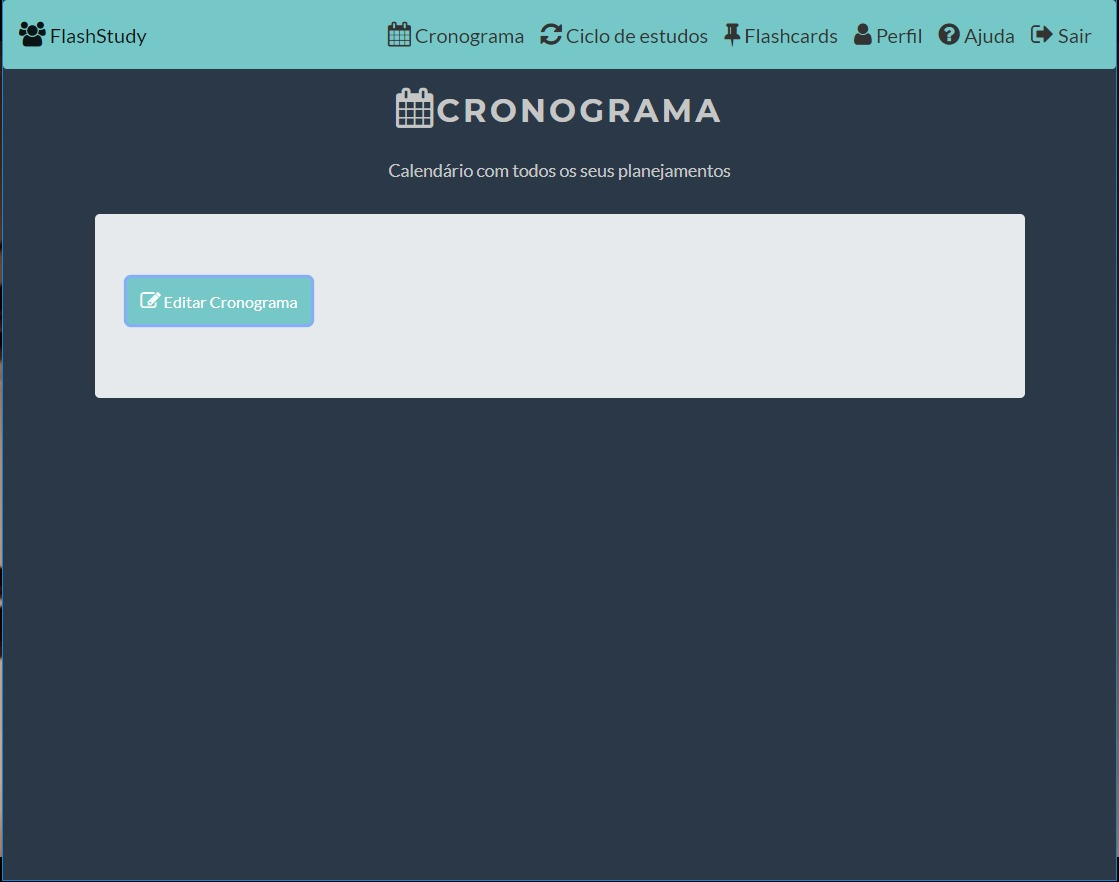 FlashStudy Cronograma Ciclo de estudos Flashcards Perfil Ajuda Sair
CRONOGRAMA
Calendário com todos os seus planejamentos
Editar Cronograma